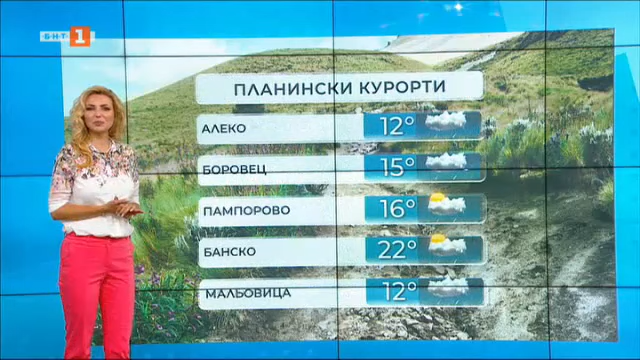 БНТ 1
ПЛАНИНСКИ КУРОРТИ
АЛЕКО 12°
БОРОВЕЦ 15°
ПАМПОРОВО 16°
БАНСКО 22°
МАЛЬОВИЦА 12°